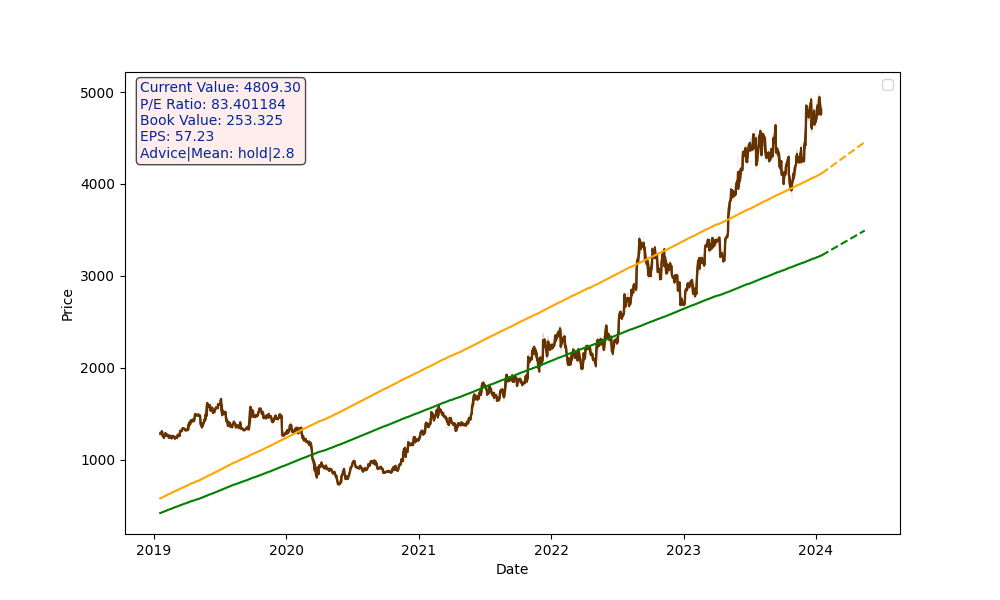 Current Value: 4809.30
P/E Ratio: 83.401184
Book Value: 253.325
EPS: 57.23
Advice|Mean: hold|2.8
5000
4000
3000
2000
1000
Price
2019 2020 2021 2022 2023 2024
Date